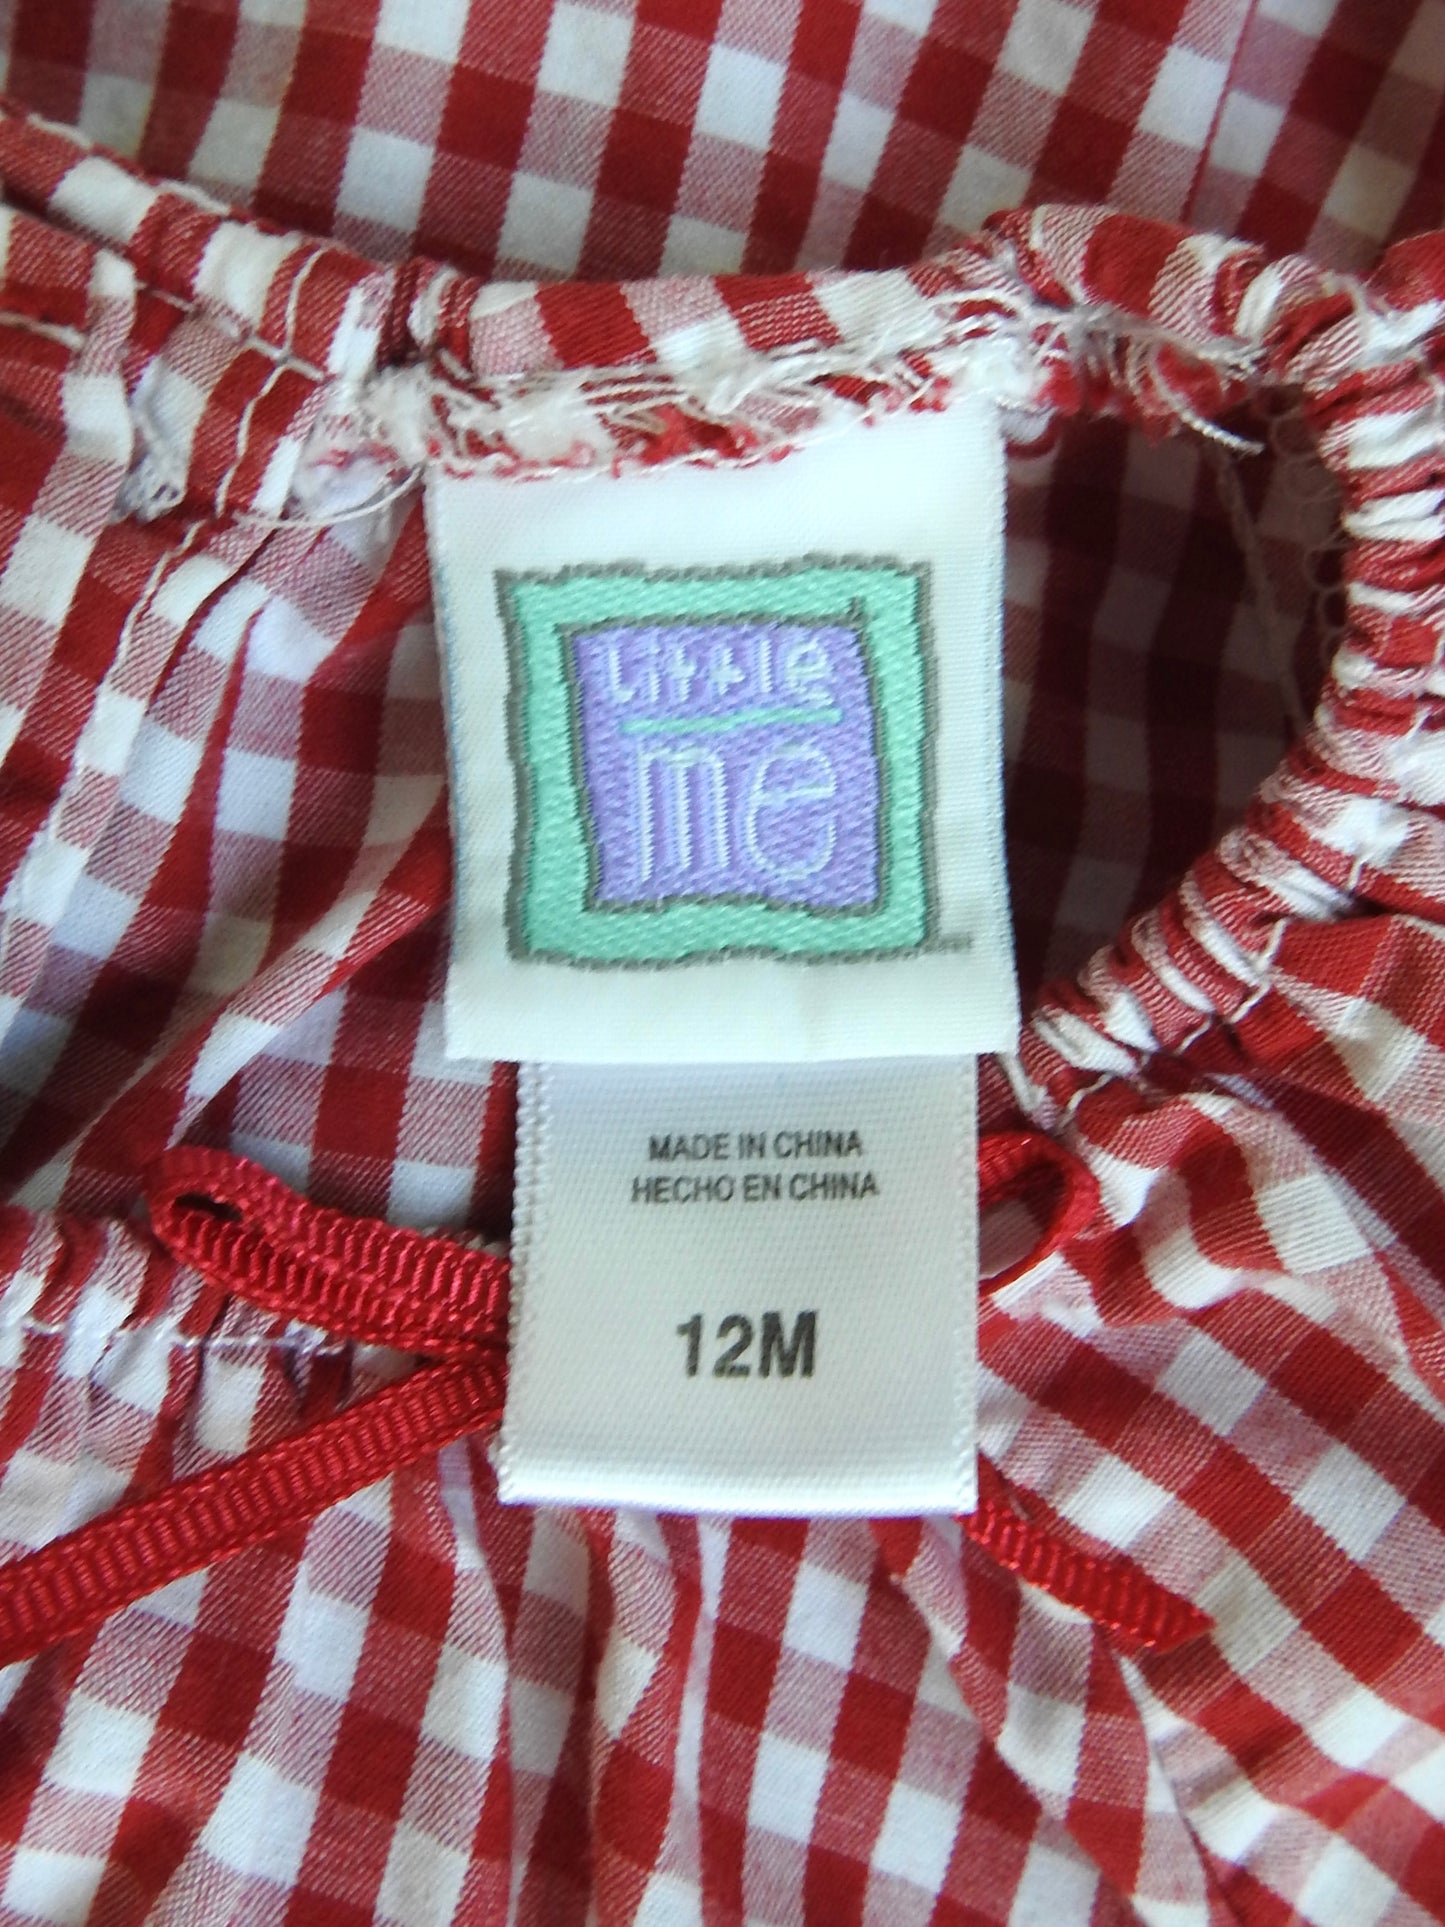 Little
me
MADE IN CHINA
HECHO EN CHINA
12M